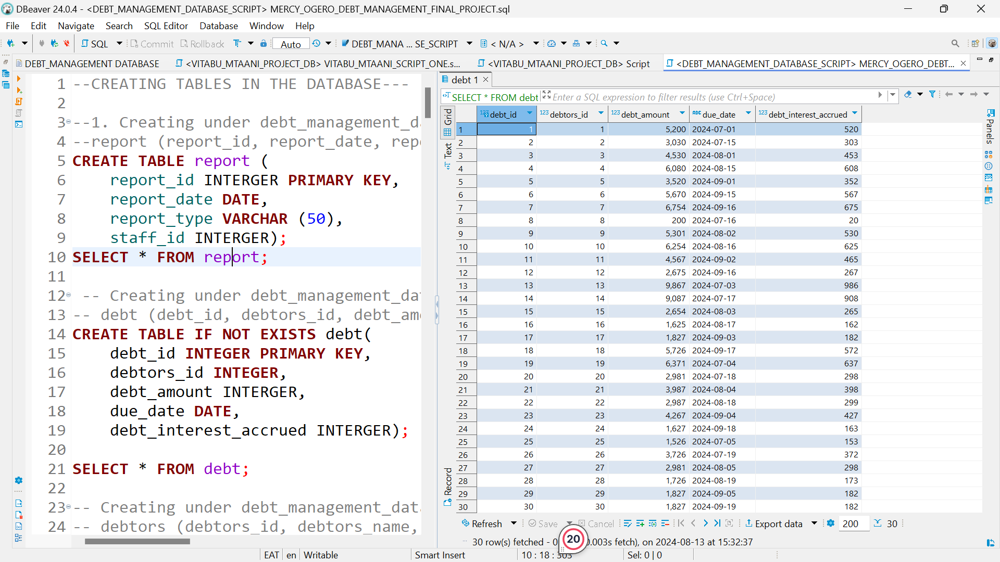 DBeaver 24.0.4 - <DEBT_MANAGEMENT_DATABASE_SCRIPT> MERCY_OGERO_DEBT_MANAGEMENT_FINAL_PROJECT.sql
File Edit Navigate Search SQL Editor Database Window Help
SQL Commit Rollback Auto DEBT_MANA ... SE_SCRIPT < N/A >
DEBT_MANAGEMENT DATABASE <VITABU_MTAANI_PROJECT_DB> VITABU_MTAANI_SCRIPT_ONE.s... <VITABU_MTAANI_PROJECT_DB> Script <DEBT_MANAGEMENT_DATABASE_SCRIPT> MERCY_OGERO_DEBT...
1 --CREATING TABLES IN THE DATABASE---
2
3 --1. Creating under debt_management_d
4 --report (report_id, report_date, rep
5 CREATE TABLE report (
6 report_id INTERGER PRIMARY KEY,
7 report_date DATE,
8 report_type VARCHAR (50),
9 staff_id INTERGER);
10 SELECT * FROM report;
11
12 -- Creating under debt_management_da
13 -- debt (debt_id, debtors_id, debt_am
14 CREATE TABLE IF NOT EXISTS debt(
15 debt_id INTEGER PRIMARY KEY,
16 debtors_id INTEGER,
17 debt_amount INTERGER,
18 due_date DATE,
19 debt_interest_accrued INTERGER);
20
21 SELECT * FROM debt;
22
23 -- Creating under debt_management_dat
24 -- debtors (debtors_id, debtors_name,
debt 1
SELECT * FROM debt Enter a SQL expression to filter results (use Ctrl+Space)
Grid
Text
Record
Panels
123 debt_id 123 debtors_id 123 debt_amount ABC due_date 123 debt_interest_accrued
1 1 1 5,200 2024-07-01 520
2 2 2 3,030 2024-07-15 303
3 3 3 4,530 2024-08-01 453
4 4 4 6,080 2024-08-15 608
5 5 5 3,520 2024-09-01 352
6 6 6 5,670 2024-09-15 567
7 7 7 6,754 2024-09-16 675
8 8 8 200 2024-07-16 20
9 9 9 5,301 2024-08-02 530
10 10 10 6,254 2024-08-16 625
11 11 11 4,567 2024-09-02 465
12 12 12 2,675 2024-09-16 267
13 13 13 9,867 2024-07-03 986
14 14 14 9,087 2024-07-17 908
15 15 15 2,654 2024-08-03 265
16 16 16 1,625 2024-08-17 162
17 17 17 1,827 2024-09-03 182
18 18 18 5,726 2024-09-17 572
19 19 19 6,371 2024-07-04 637
20 20 20 2,981 2024-07-18 298
21 21 21 3,987 2024-08-04 398
22 22 22 2,987 2024-08-18 299
23 23 23 4,267 2024-09-04 427
24 24 24 1,627 2024-09-18 163
25 25 25 1,526 2024-07-05 153
26 26 26 3,726 2024-07-19 372
27 27 27 2,981 2024-08-05 298
28 28 28 1,726 2024-08-19 173
29 29 29 1,827 2024-09-05 182
30 30 30 1,827 2024-09-19 182
Refresh Save Cancel Export data 200 30
30 row(s) fetched - 0 0.003s fetch), on 2024-08-13 at 15:32:37
20
EAT en Writable Smart Insert 10 : 18 : 303 Sel: 0 | 0